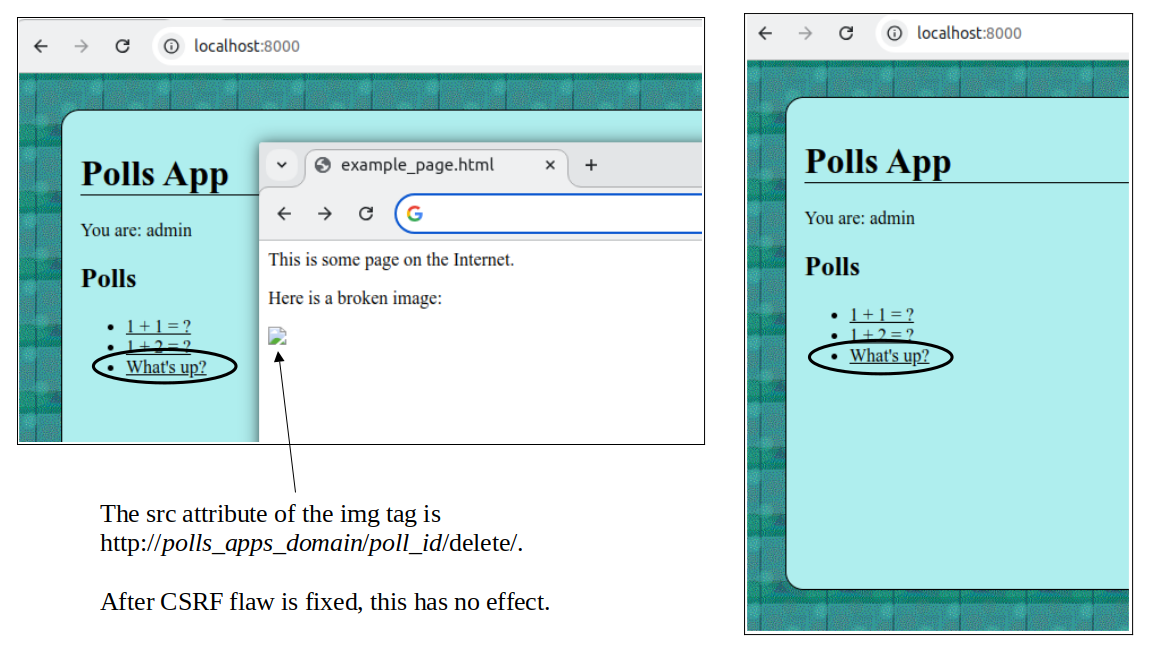 localhost:8000
Polls App
You are: admin
Polls
1 + 1 = ?
1 + 2 = ?
What's up?
example_page.html
This is some page on the Internet.
Here is a broken image:
The src attribute of the img tag is
http://polls_apps_domain/poll_id/delete/.
After CSRF flaw is fixed, this has no effect.
localhost:8000
Polls App
You are: admin
Polls
1 + 1 = ?
1 + 2 = ?
What's up?